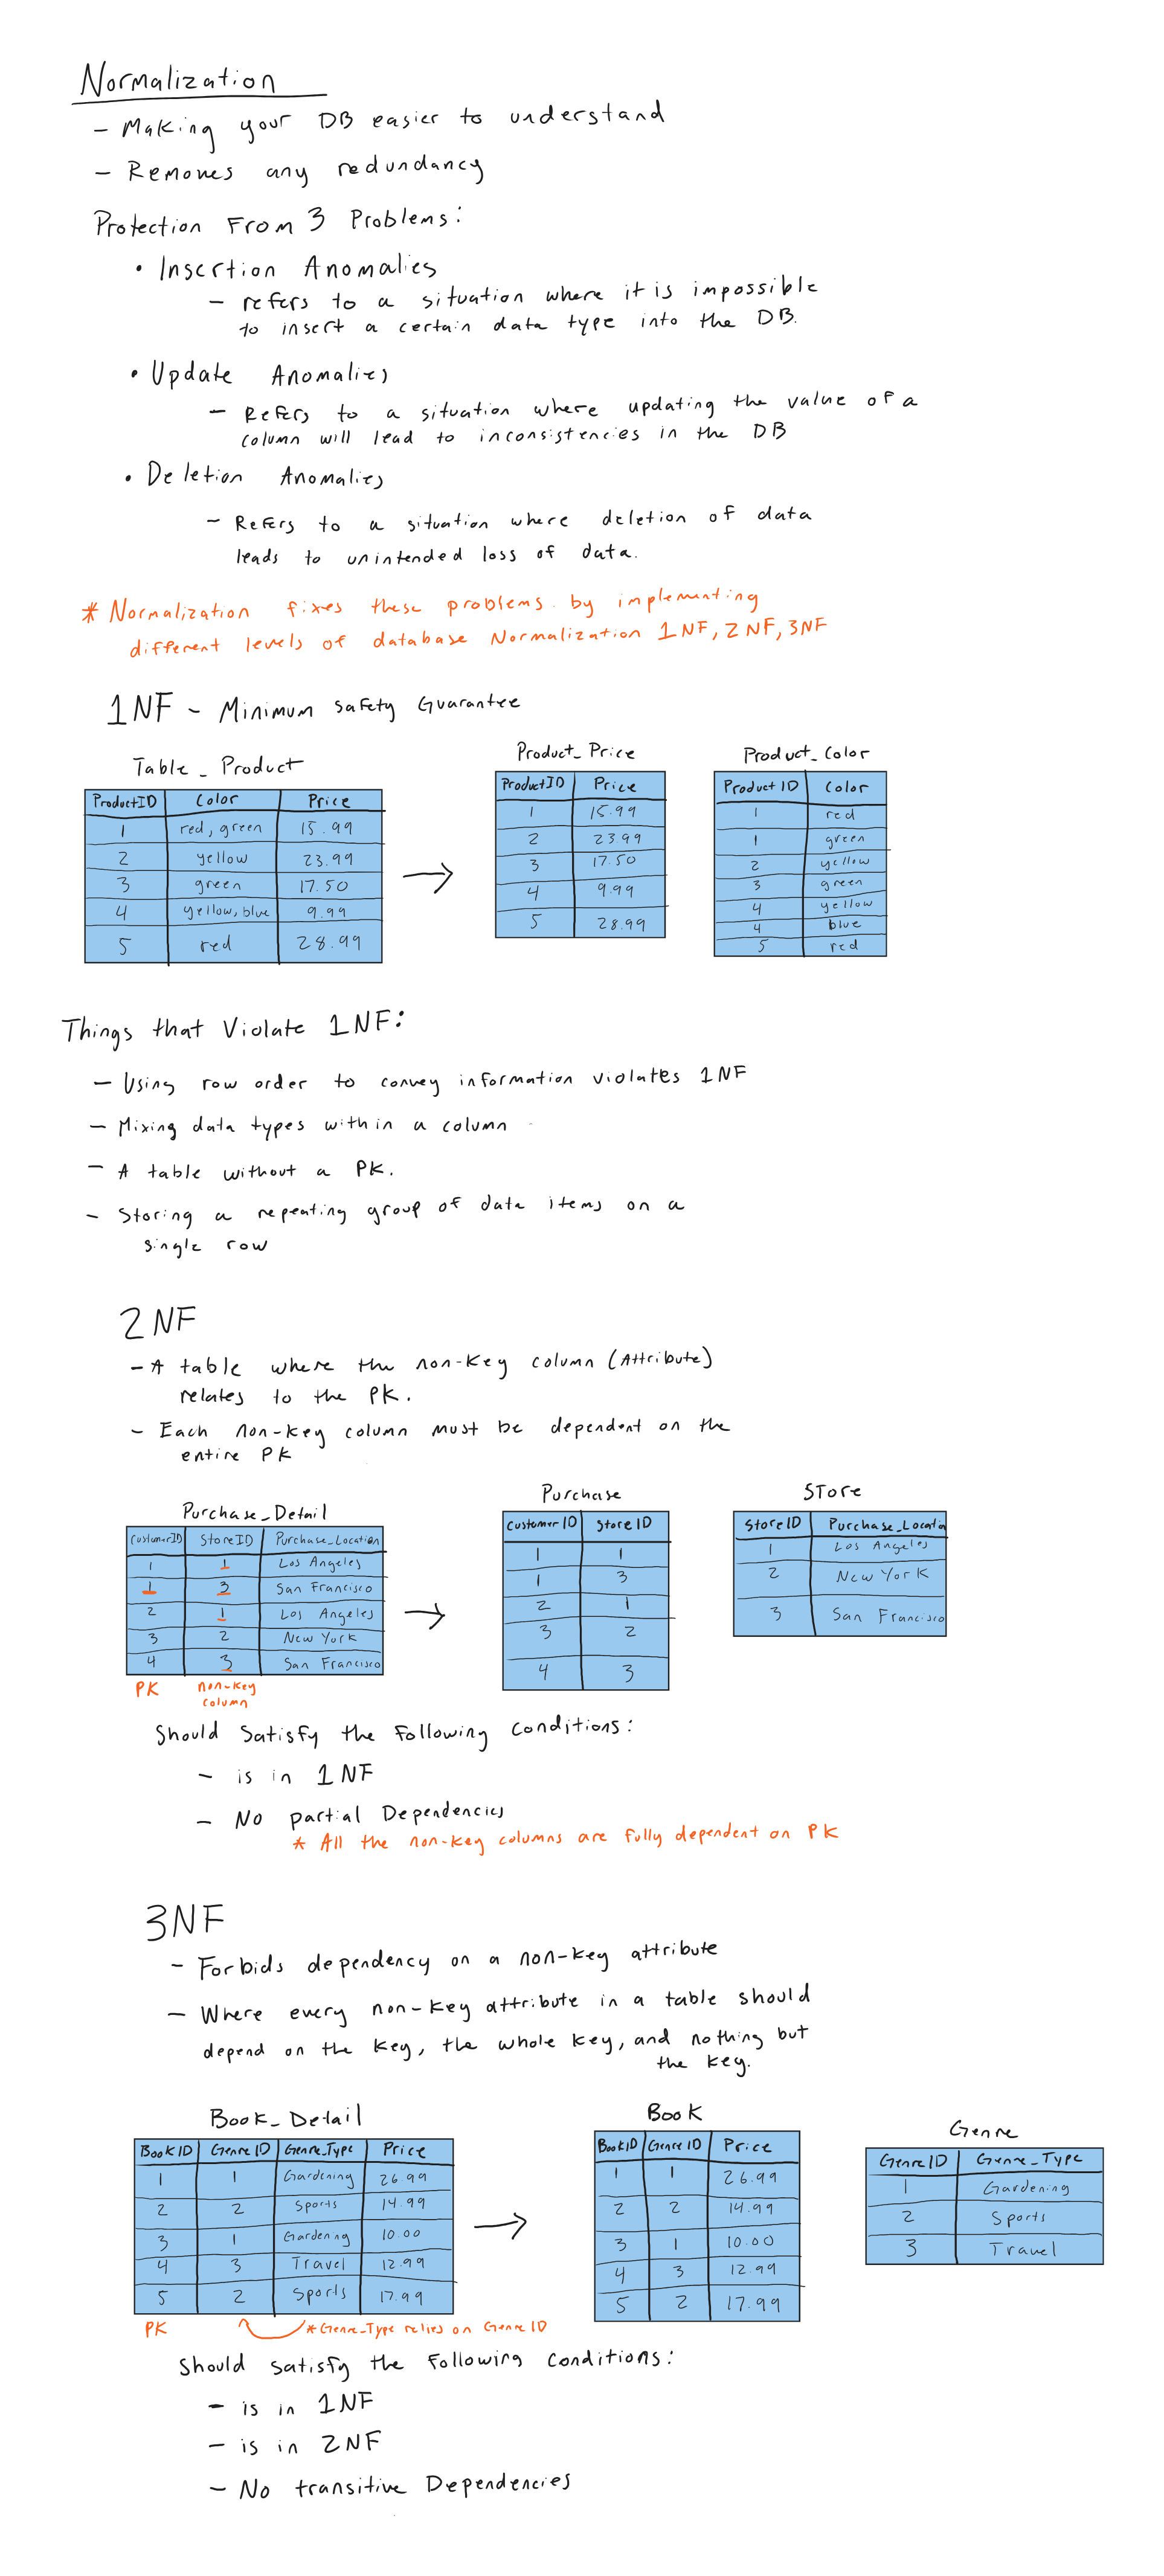 Normalization
- Making your DB easier to understand
- Removes any redundancy
Protection From 3 Problems:
• Insertion Anomalies
- refers to a situation where it is impossible
to insert a certain data type into the DB.
• Update Anomalies
- Refers to a situation where updating the value of a
column will lead to inconsistencies in the DB
• Deletion Anomalies
- Refers to a situation where deletion of data
leads to unintended loss of data.
* Normalization fixes these problems by implementing
different levels of database Normalization 1NF, 2NF, 3NF
1NF - Minimum Safety Guarantee
Table_Product
ProductID Color Price
1 red, green 15.99
2 yellow 23.99
3 green 17.50
4 yellow, blue 9.99
5 red 28.99
Product_Price
ProductID Price
1 15.99
2 23.99
3 17.50
4 9.99
5 28.99
Product_Color
Product ID Color
1 red
1 green
2 yellow
3 green
4 yellow
4 blue
5 red
Things that Violate 1NF:
- Using row order to convey information violates 1NF
- Mixing data types within a column
- A table without a PK.
- Storing a repeating group of data items on a
single row
2NF
- A table where the non-key column (Attribute)
relates to the PK.
- Each non-key column must be dependent on the
entire PK
Purchase_Detail
CustomerID StoreID Purchase_Location
1 1 Los Angeles
1 3 San Francisco
2 1 Los Angeles
3 2 New York
4 3 San Francisco
PK non-key
column
Purchase
Customer ID Store ID
1 1
1 3
2 1
3 2
4 3
Store
Store ID Purchase_Locatio
1 Los Angeles
2 New York
3 San Francisco
Should Satisfy the Following Conditions:
- is in 1NF
- No partial Dependencies
* All the non-key columns are fully dependent on PK
3NF
- Forbids dependency on a non-key attribute
- Where every non-key attribute in a table should
depend on the key, the whole key, and nothing but
the key.
Book_Detail
Book ID Genre ID Genre_Type Price
1 1 Gardening 26.99
2 2 Sports 14.99
3 1 Gardening 10.00
4 3 Travel 12.99
5 2 Sports 17.99
PK *Genre_Type relies on Genre ID
Book
BookID Genre ID Price
1 1 26.99
2 2 14.99
3 1 10.00
4 3 12.99
5 2 17.99
Genre
Genre ID Genre_Type
1 Gardening
2 Sports
3 Travel
Should satisfy the Following Conditions:
- is in 1NF
- is in 2NF
- No transitive Dependencies